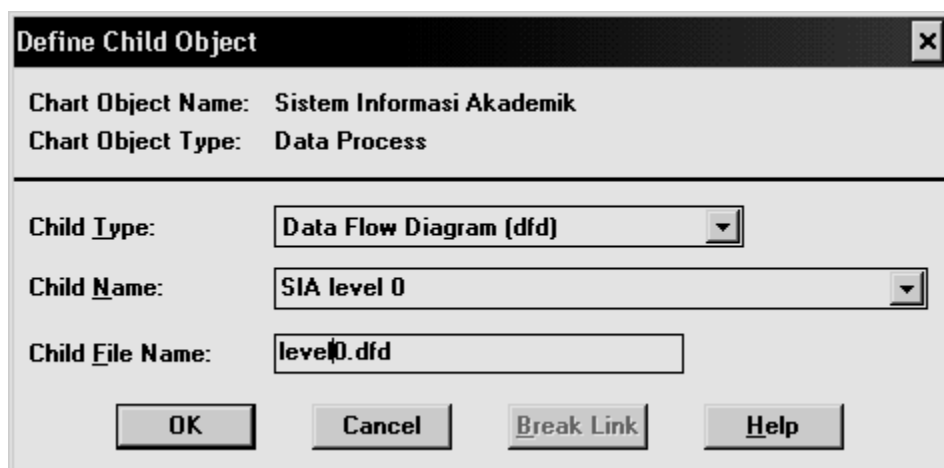 Define Child Object
Chart Object Name: Sistem Informasi Akademik
Chart Object Type: Data Process
Child Type: Data Flow Diagram (dfd)
Child Name: SIA level 0
Child File Name: level0.dfd
OK Cancel Break Link Help